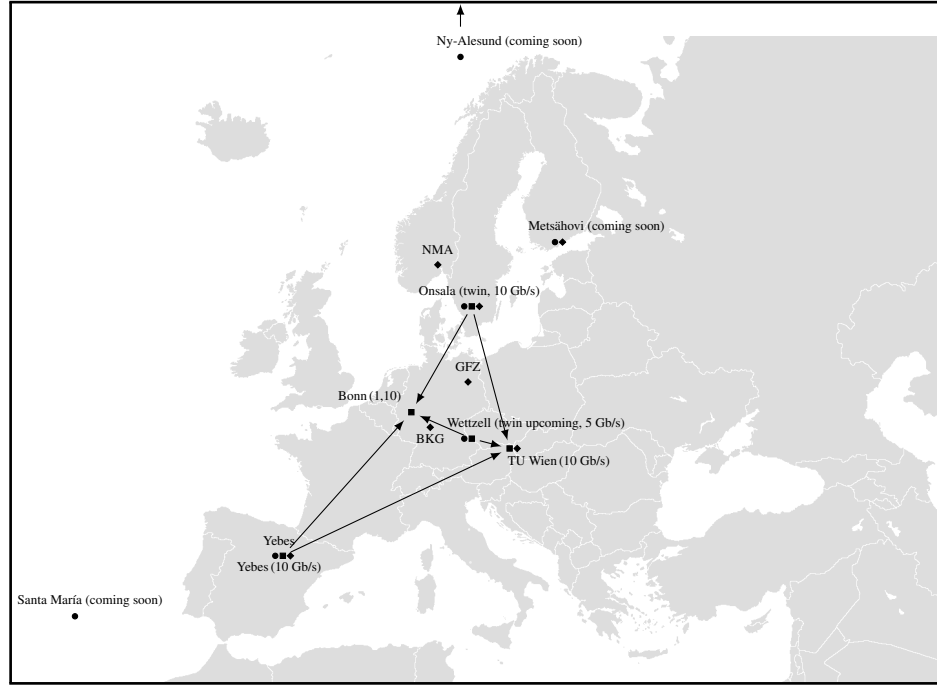 Ny-Alesund (coming soon)
Metsähovi (coming soon)
NMA
Onsala (twin, 10 Gb/s)
GFZ
Bonn (1,10)
Wettzell (twin upcoming, 5 Gb/s)
BKG
TU Wien (10 Gb/s)
Yebes
Yebes (10 Gb/s)
Santa María (coming soon)